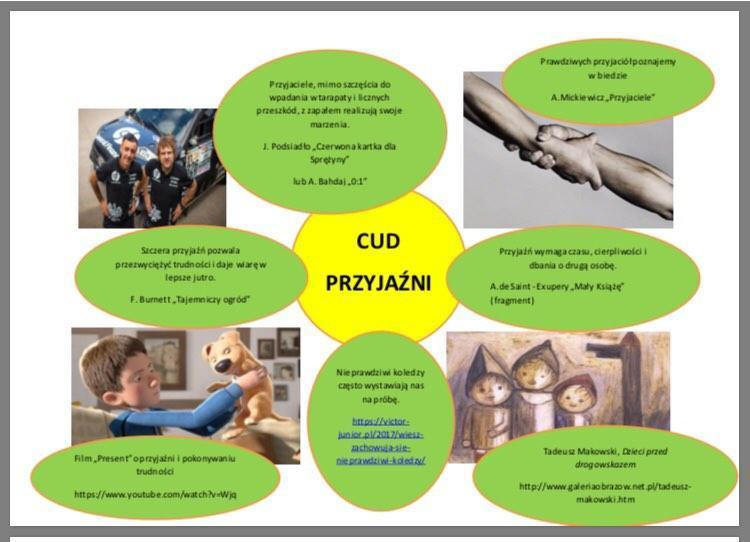 Przyjaciele, mimo szczęścia do
wpadania w tarapaty i licznych
przeszkód, z zapałem realizują swoje
marzenia.
J. Podsiadło „Czerwona kartka dla
Sprężyny”
lub A. Bahdaj „0:1”
Prawdziwych przyjaciół poznajemy
w biedzie
A.Mickiewicz „Przyjaciele”
CUD
PRZYJAŹNI
Szczera przyjaźń pozwala
przezwyciężyć trudności i daje wiarę w
lepsze jutro.
F. Burnett „Tajemniczy ogród”
Przyjaźń wymaga czasu, cierpliwości i
dbania o drugą osobę.
A. de Saint - Exupery „Mały Książę”
(fragment)
Nieprawdziwi koledzy
często wystawiają nas
na próbę.
https://victor-
junior.pl/2017/wiesz-
zachowuja-sie-
nieprawdziwi-koledzy/
Film „Present” o przyjaźni i pokonywaniu
trudności
https://www.youtube.com/watch?v=Wjq
Tadeusz Makowski, Dzieci przed
drogowskazem
http://www.galeriaobrazow.net.pl/tadeusz-
makowski.htm